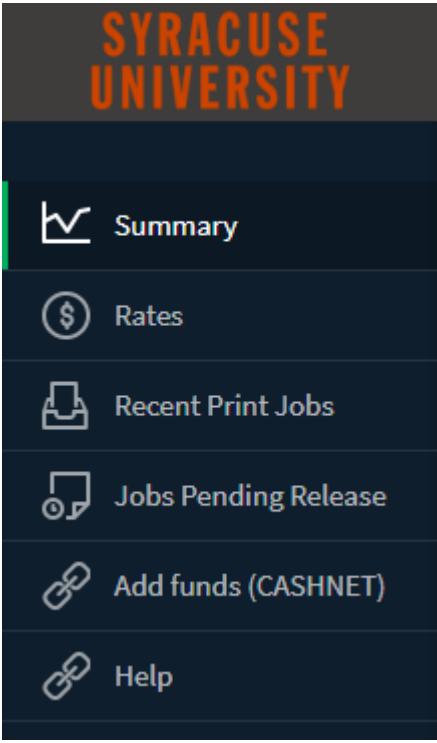 SYRACUSE
UNIVERSITY
Summary
$
Rates
Recent Print Jobs
Jobs Pending Release
Add funds (CASHNET)
Help